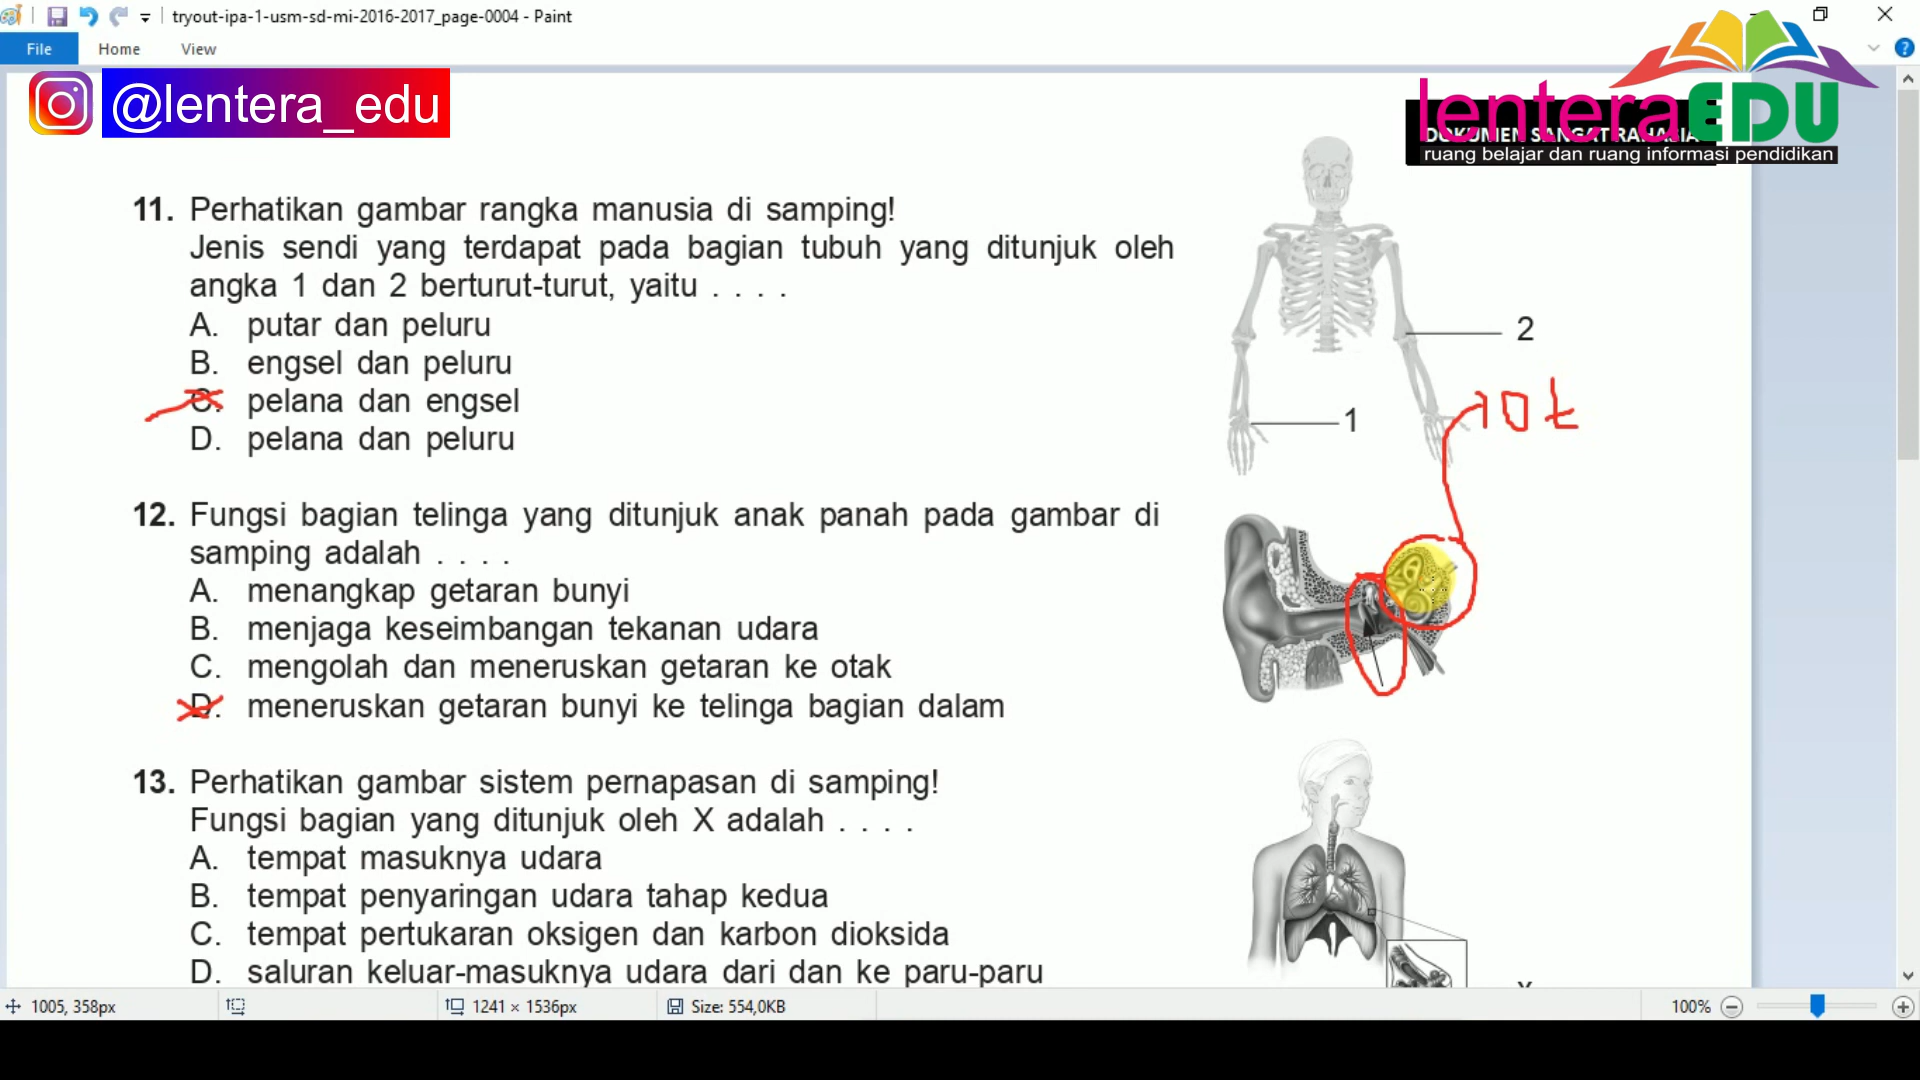 tryout-ipa-1-usm-sd-mi-2016-2017_page-0004 - Paint
File Home View
@lentera_edu
lentera EDU
DOKUMEN SANGAT RAHASIA
ruang belajar dan ruang informasi pendidikan
11. Perhatikan gambar rangka manusia di samping!
Jenis sendi yang terdapat pada bagian tubuh yang ditunjuk oleh
angka 1 dan 2 berturut-turut, yaitu . . . .
A. putar dan peluru
B. engsel dan peluru
C. pelana dan engsel
D. pelana dan peluru
2
1
12. Fungsi bagian telinga yang ditunjuk anak panah pada gambar di
samping adalah . . . .
A. menangkap getaran bunyi
B. menjaga keseimbangan tekanan udara
C. mengolah dan meneruskan getaran ke otak
D. meneruskan getaran bunyi ke telinga bagian dalam
13. Perhatikan gambar sistem pernapasan di samping!
Fungsi bagian yang ditunjuk oleh X adalah . . . .
A. tempat masuknya udara
B. tempat penyaringan udara tahap kedua
C. tempat pertukaran oksigen dan karbon dioksida
D. saluran keluar-masuknya udara dari dan ke paru-paru
1005, 358px
1241 × 1536px
Size: 554,0KB
100%